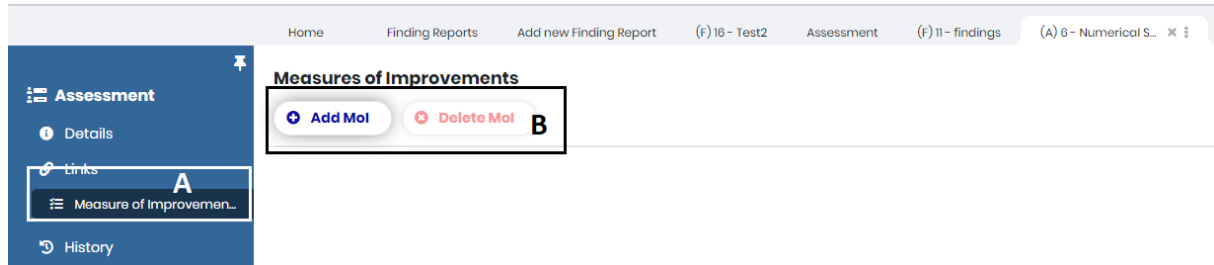 Home Finding Reports Add new Finding Report (F) 16 - Test2 Assessment (F) 11 - findings (A) 6 - Numerical S...
Measures of Improvements
Add MoI Delete MoI B
Assessment
Details
Links
A
Measure of Improvemen...
History